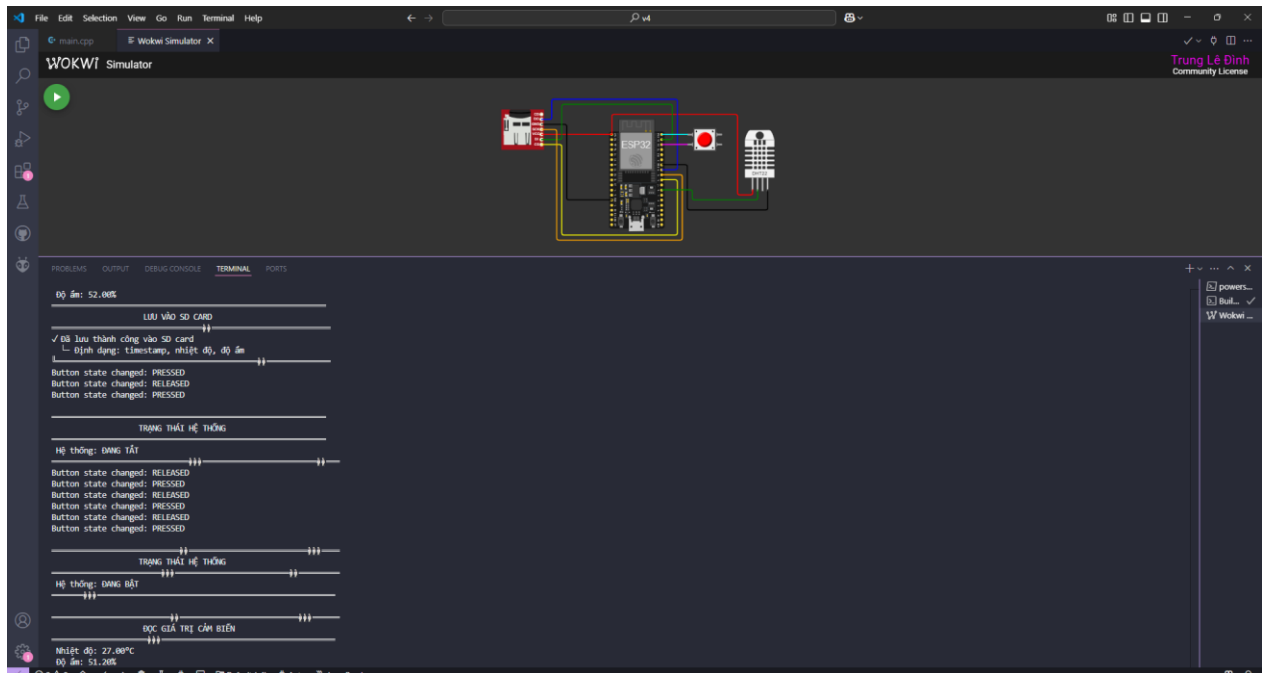 File Edit Selection View Go Run Terminal Help
v4
main.cpp
Wokwi Simulator
WOKWI Simulator
Trung Lê Đình
Community License
ESP32
PROBLEMS OUTPUT DEBUG CONSOLE TERMINAL PORTS
powers...
Buil...
Wokwi ...
Độ ẩm: 52.00%
LƯU VÀO SD CARD
✓ Đã lưu thành công vào SD card
└─ Định dạng: timestamp, nhiệt độ, độ ẩm
Button state changed: PRESSED
Button state changed: RELEASED
Button state changed: PRESSED
TRẠNG THÁI HỆ THỐNG
Hệ thống: ĐANG TẮT
Button state changed: RELEASED
Button state changed: PRESSED
Button state changed: RELEASED
Button state changed: PRESSED
Button state changed: RELEASED
Button state changed: PRESSED
TRẠNG THÁI HỆ THỐNG
Hệ thống: ĐANG BẬT
ĐỌC GIÁ TRỊ CẢM BIẾN
Nhiệt độ: 27.00°C
Độ ẩm: 51.20%